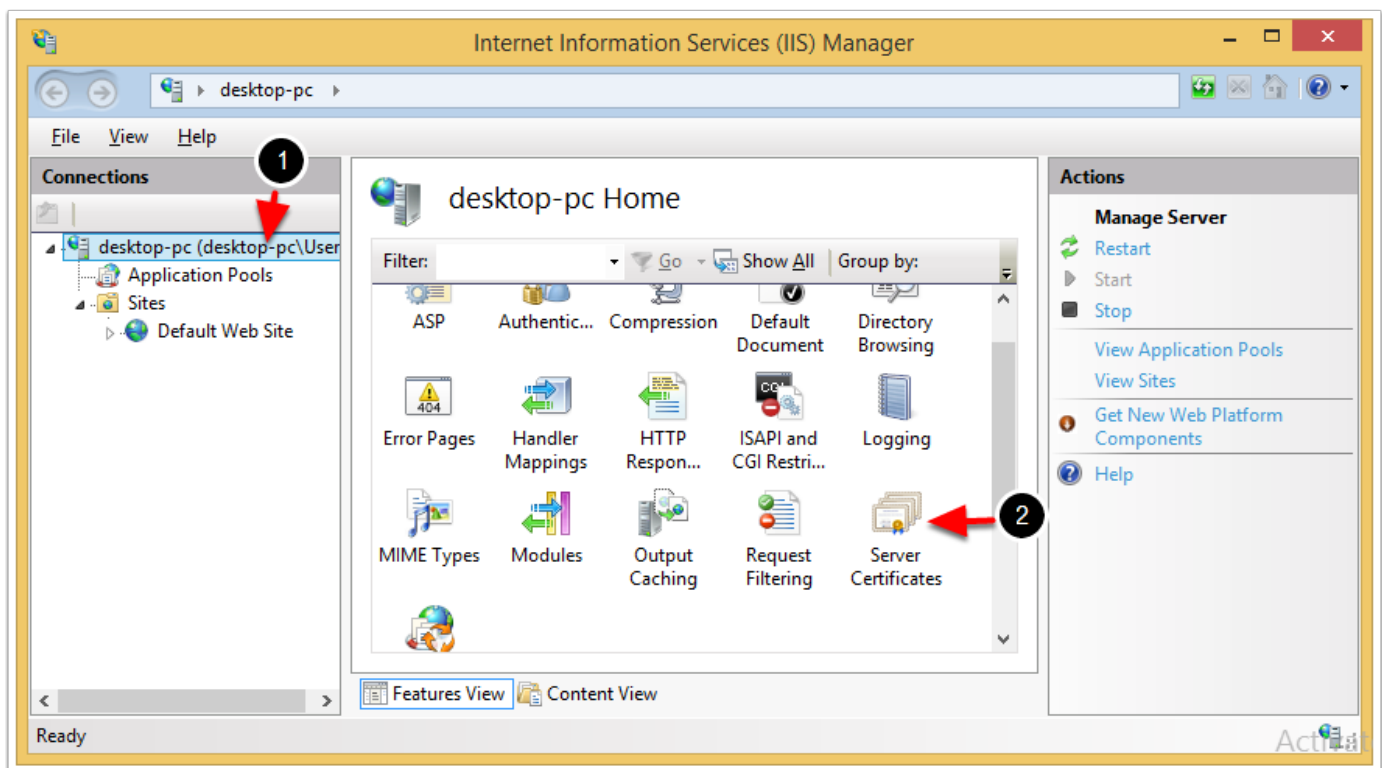 Internet Information Services (IIS) Manager
desktop-pc
File View Help
1
Connections
desktop-pc (desktop-pc\User
Application Pools
Sites
Default Web Site
desktop-pc Home
Filter: Go Show All Group by:
ASP Authentic... Compression Default Document Directory Browsing
404
CGI
Error Pages Handler Mappings HTTP Respon... ISAPI and CGI Restri... Logging
2
MIME Types Modules Output Caching Request Filtering Server Certificates
Features View Content View
Actions
Manage Server
Restart
Start
Stop
View Application Pools
View Sites
Get New Web Platform
Components
Help
Ready